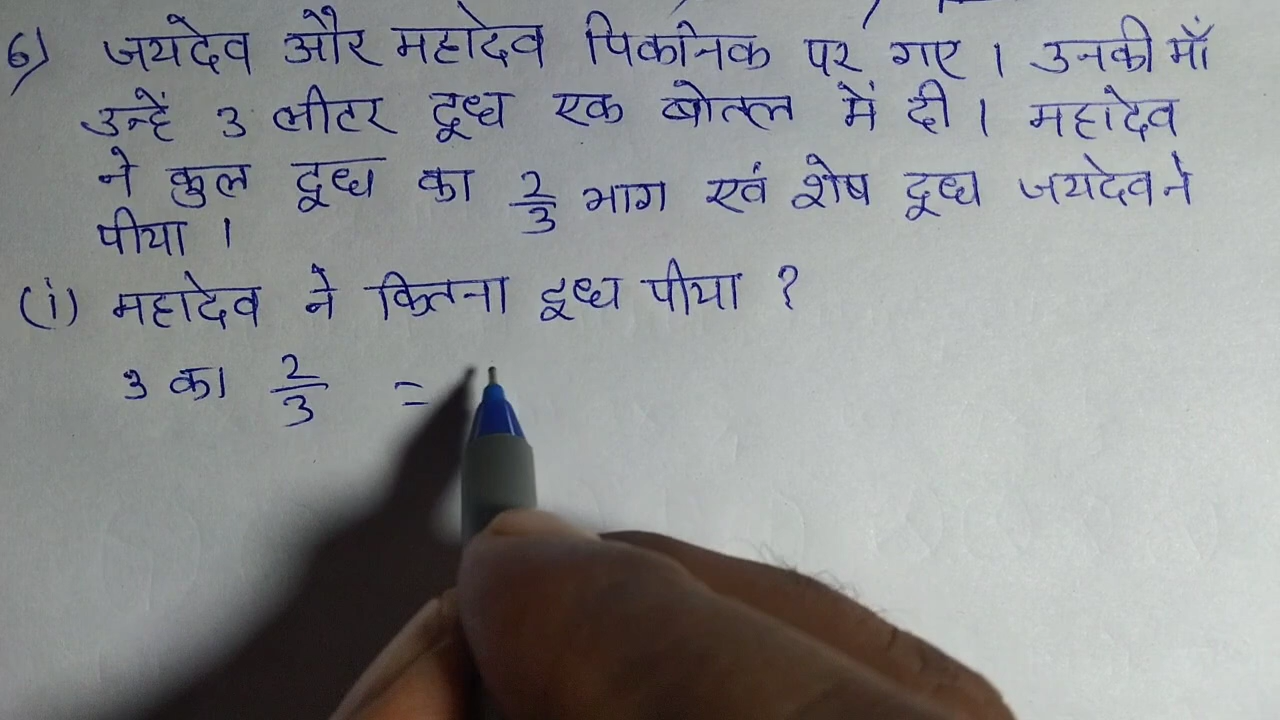 6) जयदेव और महादेव पिकनिक पर गए । उनकी माँ
उन्हें 3 लीटर दूध एक बोतल में दी । महादेव
ने कुल दूध का 2/3 भाग एवं शेष दूध जयदेव ने
पीया ।
(i) महादेव ने कितना दूध पीया ?
3 का 2/3 =